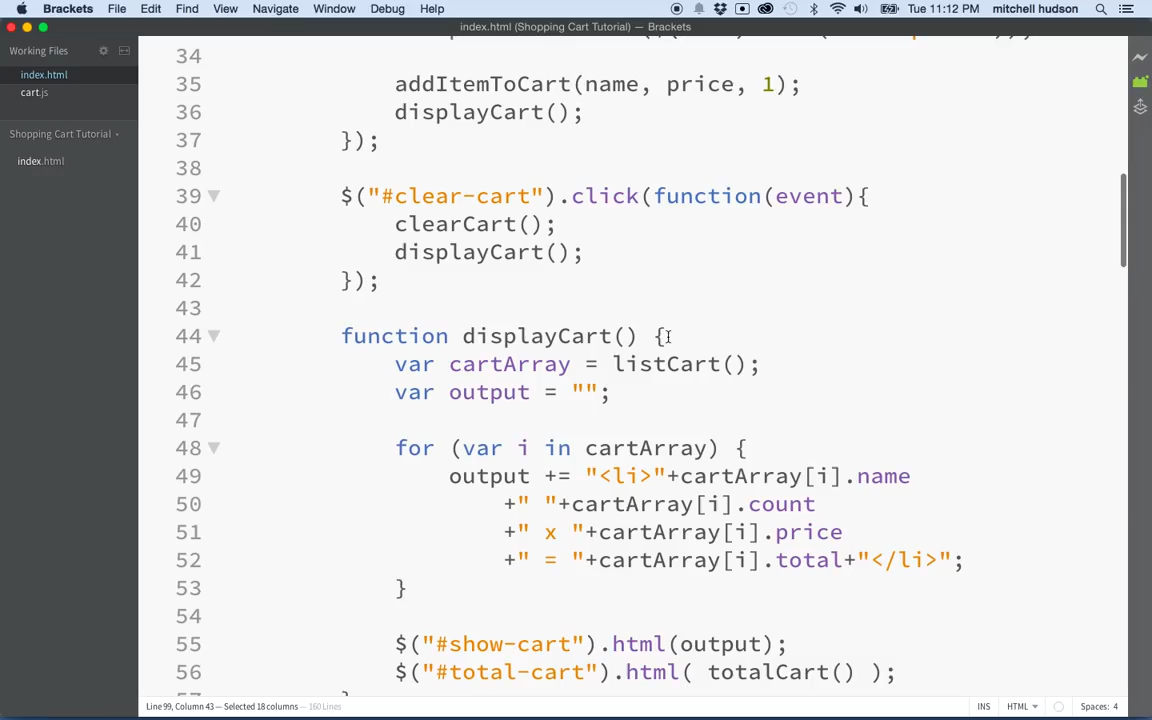 Brackets File Edit Find View Navigate Window Debug Help Tue 11:12 PM mitchell hudson
index.html (Shopping Cart Tutorial) — Brackets
Working Files
index.html
cart.js
Shopping Cart Tutorial
index.html
34
35 addItemToCart(name, price, 1);
36 displayCart();
37 });
38
39 $("#clear-cart").click(function(event){
40 clearCart();
41 displayCart();
42 });
43
44 function displayCart() {
45 var cartArray = listCart();
46 var output = "";
47
48 for (var i in cartArray) {
49 output += "<li>"+cartArray[i].name
50 +" "+cartArray[i].count
51 +" x "+cartArray[i].price
52 +" = "+cartArray[i].total+"</li>";
53 }
54
55 $("#show-cart").html(output);
56 $("#total-cart").html( totalCart() );
Line 99, Column 43 — Selected 18 columns — 160 Lines INS HTML Spaces: 4